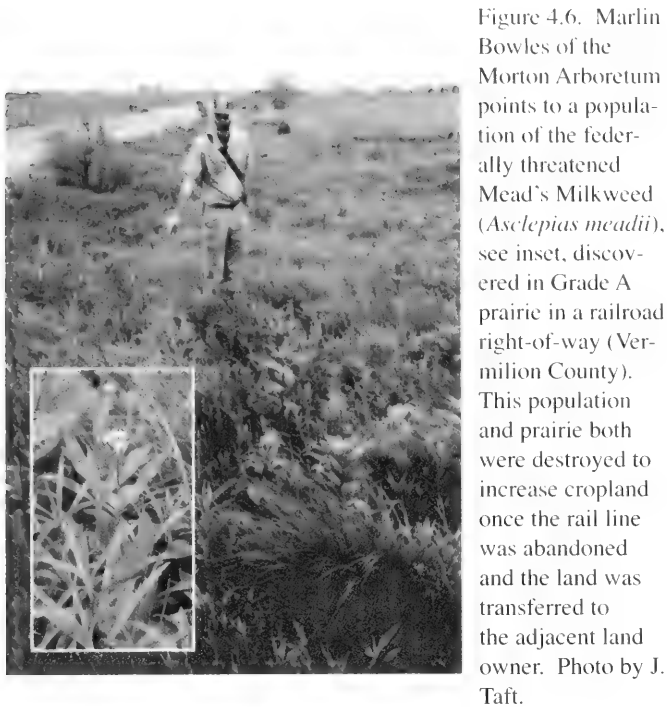 Figure 4.6.  Marlin
Bowles of the
Morton Arboretum
points to a popula-
tion of the feder-
ally threatened
Mead's Milkweed
(Asclepias meadii),
see inset, discov-
ered in Grade A
prairie in a railroad
right-of-way (Ver-
milion County).
This population
and prairie both
were destroyed to
increase cropland
once the rail line
was abandoned
and the land was
transferred to
the adjacent land
owner.  Photo by J.
Taft.